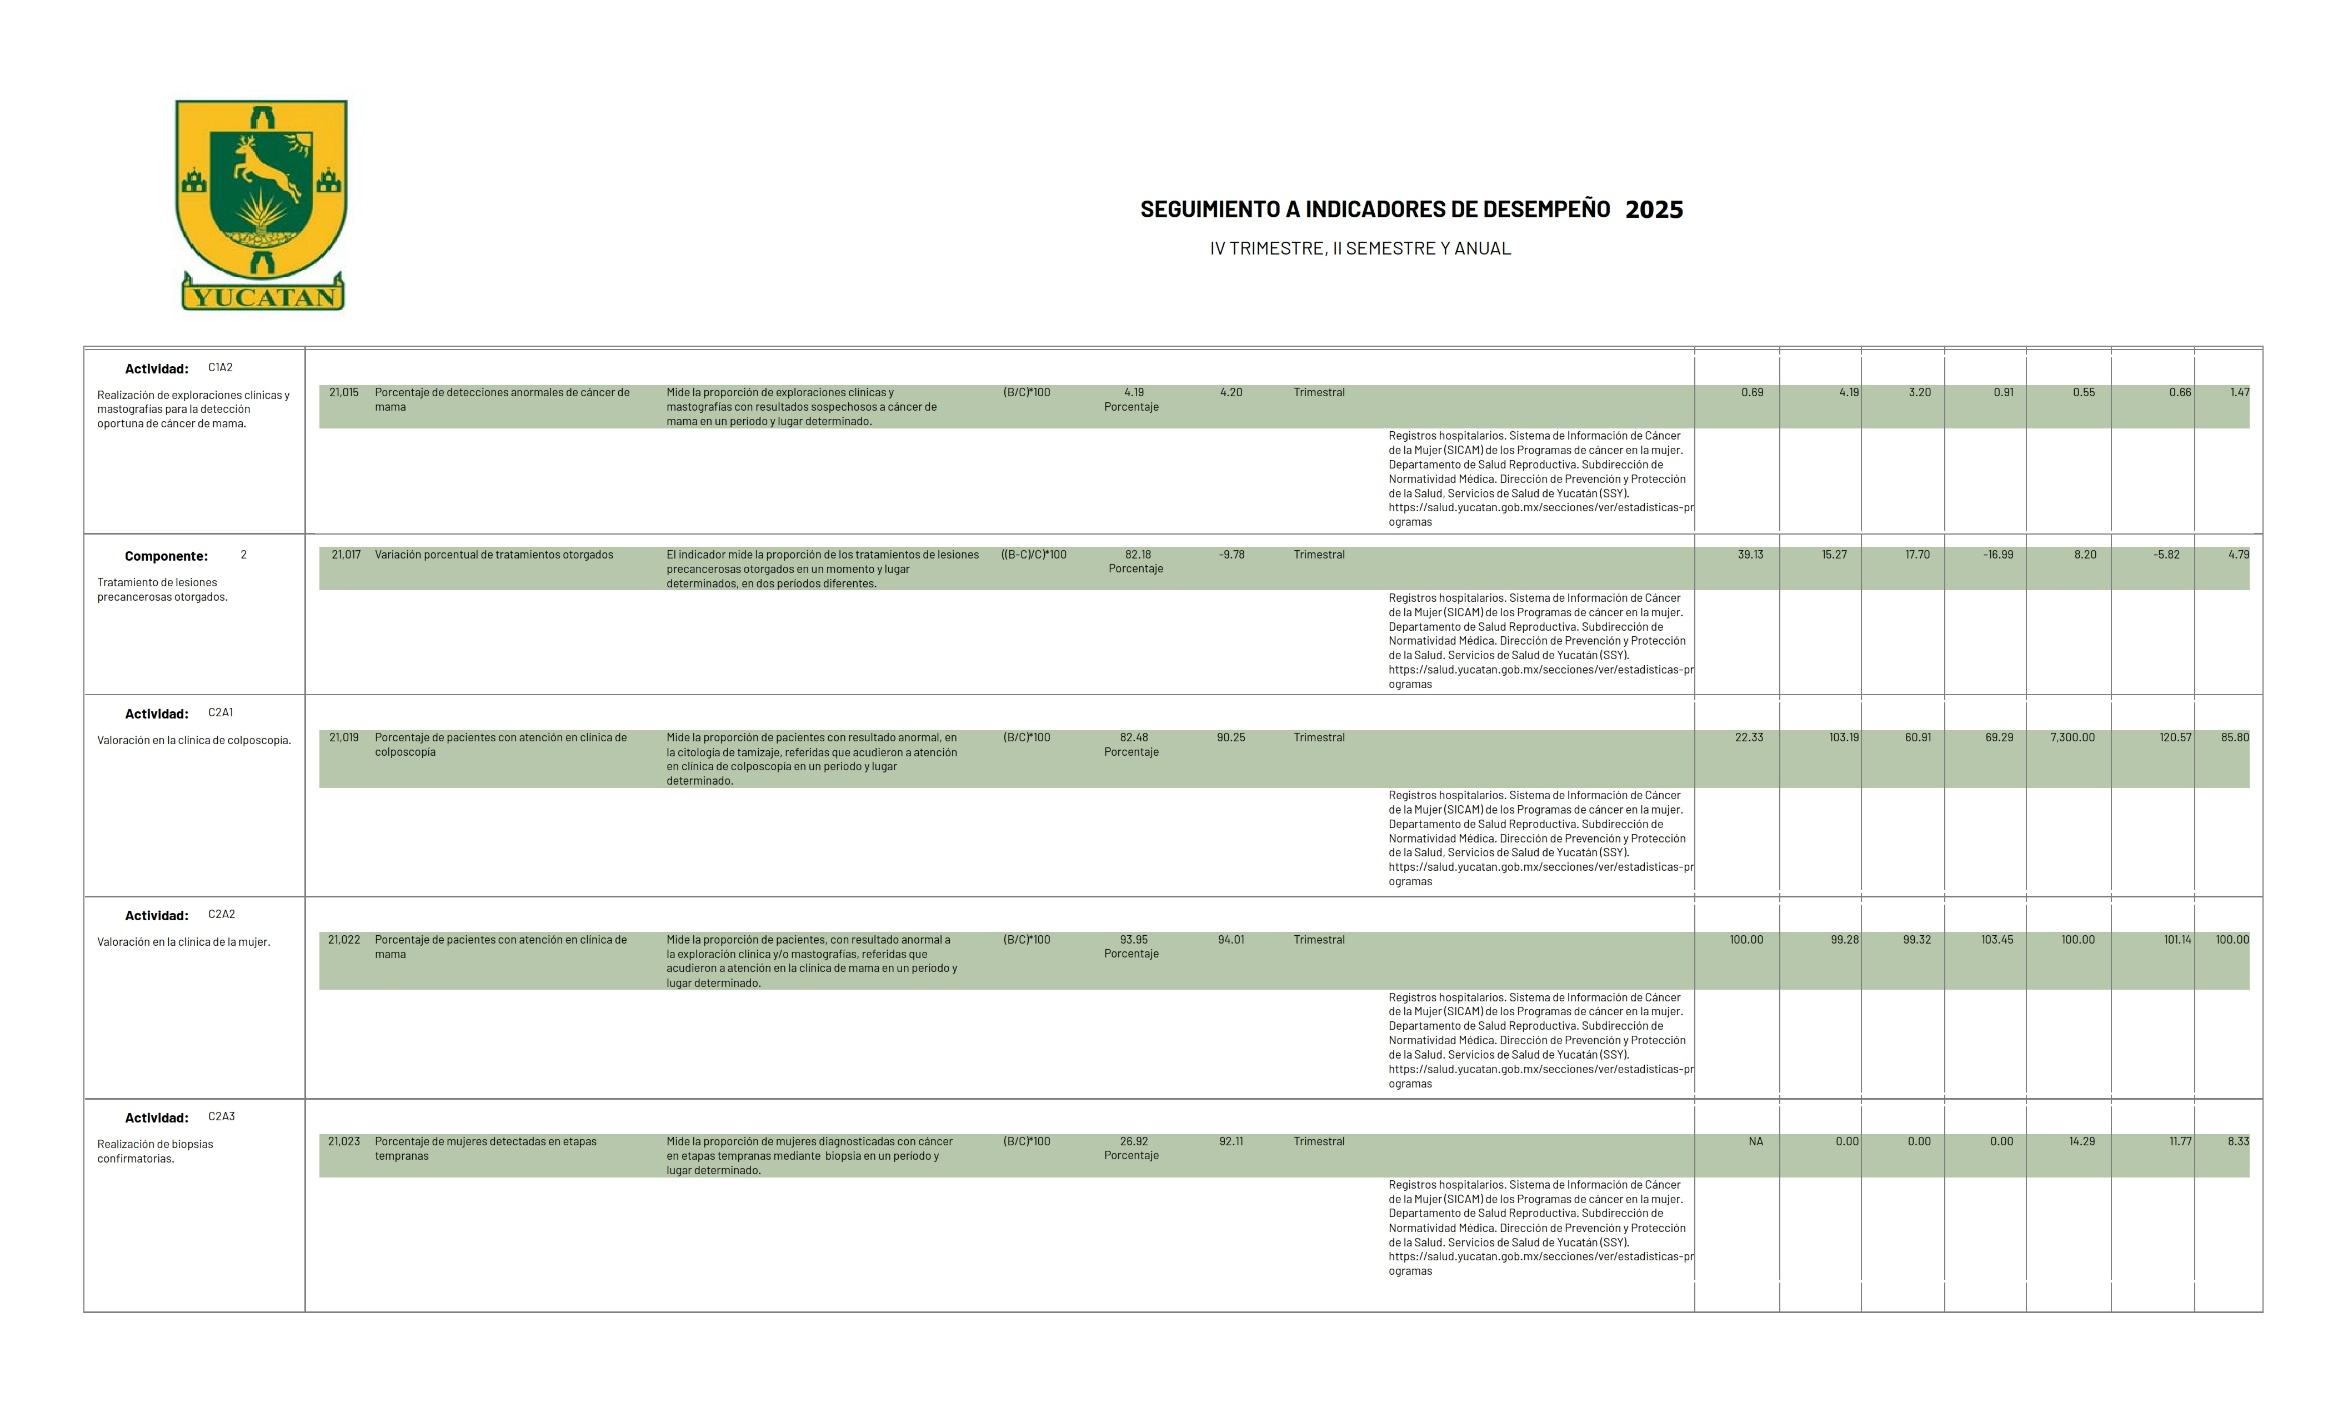 YUCATAN
SEGUIMIENTO A INDICADORES DE DESEMPEÑO 2025
IV TRIMESTRE, II SEMESTRE Y ANUAL
Actividad: C1A2
Realización de exploraciones clínicas y
mastografías para la detección
oportuna de cáncer de mama.
21,015 Porcentaje de detecciones anormales de cáncer de Mide la proporción de exploraciones clínicas y (B/C)*100 4.19 4.20 Trimestral 0.69 4.19 3.20 0.91 0.55 0.66 1.47
mama mastografías con resultados sospechosos a cáncer de Porcentaje
mama en un período y lugar determinado.
Registros hospitalarios. Sistema de Información de Cáncer
de la Mujer (SICAM) de los Programas de cáncer en la mujer.
Departamento de Salud Reproductiva. Subdirección de
Normatividad Médica. Dirección de Prevención y Protección
de la Salud, Servicios de Salud de Yucatán (SSY).
https://salud.yucatan.gob.mx/secciones/ver/estadisticas-pr
ogramas
Componente: 2
Tratamiento de lesiones
precancerosas otorgados.
21,017 Variación porcentual de tratamientos otorgados El indicador mide la proporción de los tratamientos de lesiones ((B-C)/C)*100 82.18 -9.78 Trimestral 39.13 15.27 17.70 -16.99 8.20 -5.82 4.79
precancerosas otorgados en un momento y lugar Porcentaje
determinados, en dos períodos diferentes.
Registros hospitalarios. Sistema de Información de Cáncer
de la Mujer (SICAM) de los Programas de cáncer en la mujer.
Departamento de Salud Reproductiva. Subdirección de
Normatividad Médica. Dirección de Prevención y Protección
de la Salud. Servicios de Salud de Yucatán (SSY).
https://salud.yucatan.gob.mx/secciones/ver/estadisticas-pr
ogramas
Actividad: C2A1
Valoración en la clínica de colposcopía.
21,019 Porcentaje de pacientes con atención en clínica de Mide la proporción de pacientes con resultado anormal, en (B/C)*100 82.48 90.25 Trimestral 22.33 103.19 60.91 69.29 7,300.00 120.57 85.80
colposcopía la citología de tamizaje, referidas que acudieron a atención Porcentaje
en clínica de colposcopía en un periodo y lugar
determinado.
Registros hospitalarios. Sistema de Información de Cáncer
de la Mujer (SICAM) de los Programas de cáncer en la mujer.
Departamento de Salud Reproductiva. Subdirección de
Normatividad Médica. Dirección de Prevención y Protección
de la Salud, Servicios de Salud de Yucatán (SSY).
https://salud.yucatan.gob.mx/secciones/ver/estadisticas-pr
ogramas
Actividad: C2A2
Valoración en la clínica de la mujer.
21,022 Porcentaje de pacientes con atención en clínica de Mide la proporción de pacientes, con resultado anormal a (B/C)*100 93.95 94.01 Trimestral 100.00 99.28 99.32 103.45 100.00 101.14 100.00
mama la exploración clínica y/o mastografías, referidas que Porcentaje
acudieron a atención en la clínica de mama en un período y
lugar determinado.
Registros hospitalarios. Sistema de Información de Cáncer
de la Mujer (SICAM) de los Programas de cáncer en la mujer.
Departamento de Salud Reproductiva. Subdirección de
Normatividad Médica. Dirección de Prevención y Protección
de la Salud. Servicios de Salud de Yucatán (SSY).
https://salud.yucatan.gob.mx/secciones/ver/estadisticas-pr
ogramas
Actividad: C2A3
Realización de biopsias
confirmatorias.
21,023 Porcentaje de mujeres detectadas en etapas Mide la proporción de mujeres diagnosticadas con cáncer (B/C)*100 26.92 92.11 Trimestral NA 0.00 0.00 0.00 14.29 11.77 8.33
tempranas en etapas tempranas mediante biopsia en un período y Porcentaje
lugar determinado.
Registros hospitalarios. Sistema de Información de Cáncer
de la Mujer (SICAM) de los Programas de cáncer en la mujer.
Departamento de Salud Reproductiva. Subdirección de
Normatividad Médica. Dirección de Prevención y Protección
de la Salud. Servicios de Salud de Yucatán (SSY).
https://salud.yucatan.gob.mx/secciones/ver/estadisticas-pr
ogramas